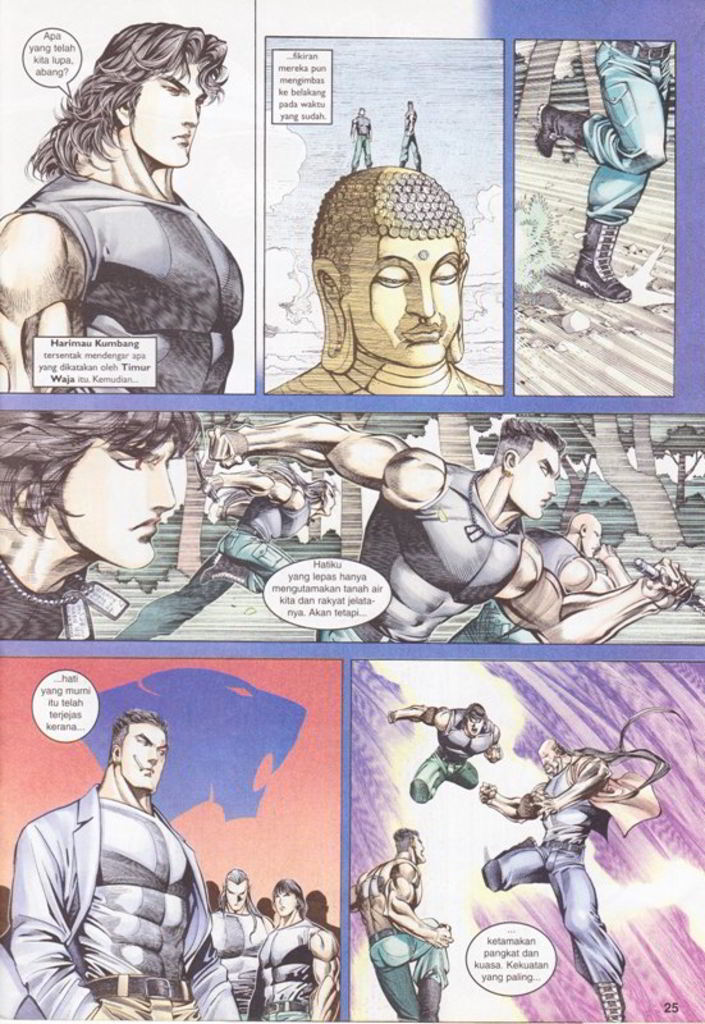 Apa
yang telah
kita lupa,
abang?
Harimau Kumbang
tersentak mendengar apa
yang dikatakan oleh Timur
Waja itu. Kemudian...
...fikiran
mereka pun
mengimbas
ke belakang
pada waktu
yang sudah.
Hatiku
yang lepas hanya
mengutamakan tanah air
kita dan rakyat jelata-
nya. Akan tetapi...
...hati
yang murni
itu telah
terjejas
kerana...
...
ketamakan
pangkat dan
kuasa. Kekuatan
yang paling...
25